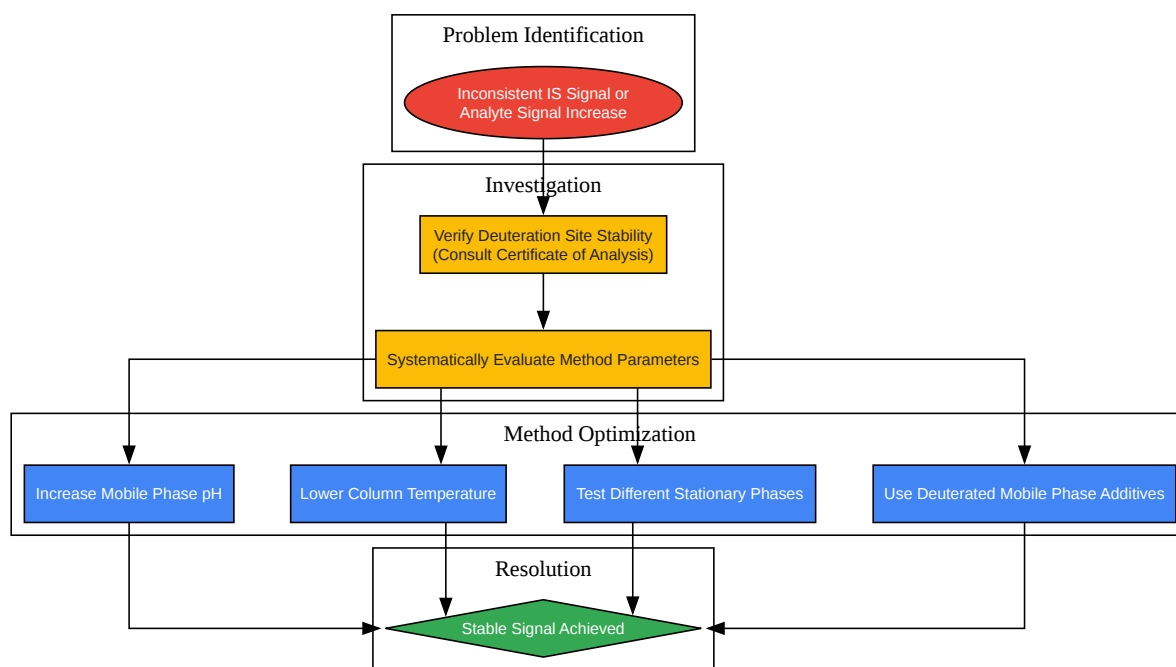 Problem Identification
Inconsistent IS Signal or
Analyte Signal Increase
Investigation
Verify Deuteration Site Stability
(Consult Certificate of Analysis)
Systematically Evaluate Method Parameters
Method Optimization
Increase Mobile Phase pH
Lower Column Temperature
Test Different Stationary Phases
Use Deuterated Mobile Phase Additives
Resolution
Stable Signal Achieved